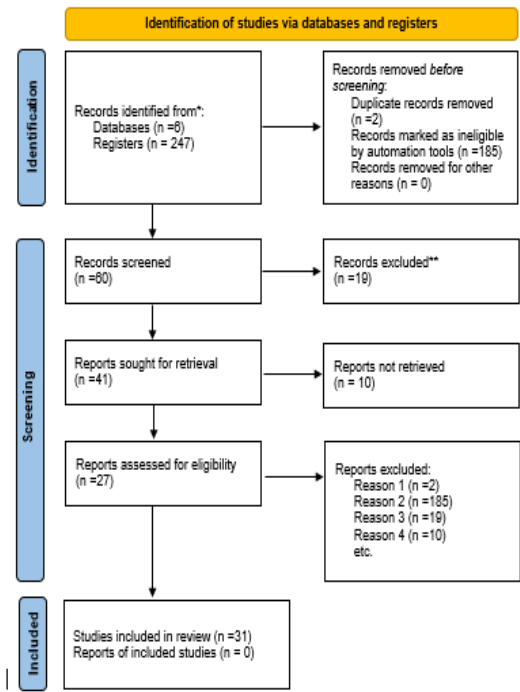 Identification of studies via databases and registers
Identification
Records identified from*:
Databases (n =6)
Registers (n = 247)
Records removed before
screening:
Duplicate records removed
(n =2)
Records marked as ineligible
by automation tools (n =185)
Records removed for other
reasons (n = 0)
Screening
Records screened
(n =60)
Records excluded**
(n =19)
Reports sought for retrieval
(n =41)
Reports not retrieved
(n = 10)
Reports assessed for eligibility
(n =27)
Reports excluded:
Reason 1 (n =2)
Reason 2 (n =185)
Reason 3 (n =19)
Reason 4 (n =10)
etc.
Included
Studies included in review (n =31)
Reports of included studies (n = 0)